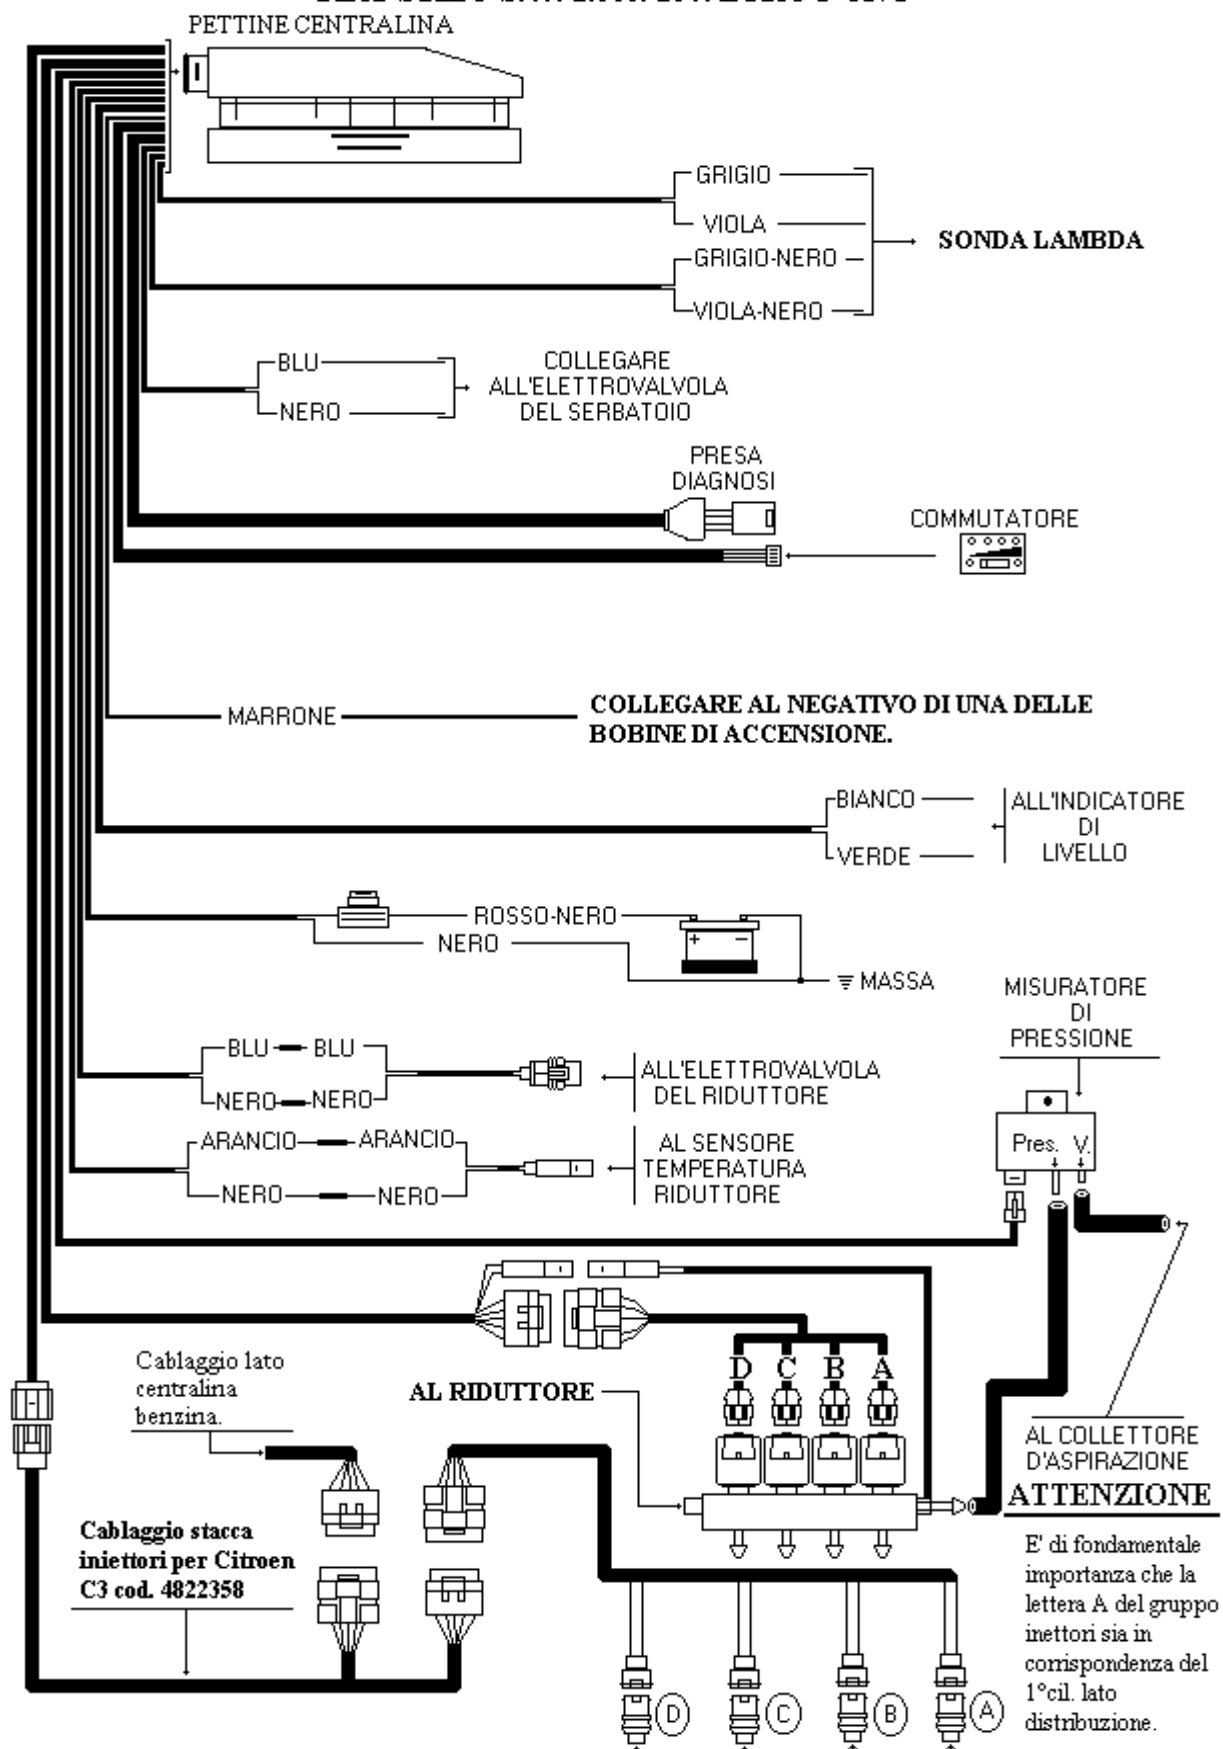 PETTINE CENTRALINA
GRIGIO
VIOLA
GRIGIO-NERO
VIOLA-NERO
SONDA LAMBDA
BLU
NERO
COLLEGARE
ALL'ELETTROVALVOLA
DEL SERBATOIO
PRESA
DIAGNOSI
COMMUTATORE
MARRONE
COLLEGARE AL NEGATIVO DI UNA DELLE
BOBINE DI ACCENSIONE.
BIANCO
VERDE
ALL'INDICATORE
DI
LIVELLO
ROSSO-NERO
NERO
+ −
MASSA
MISURATORE
DI
PRESSIONE
BLU BLU
NERO NERO
ALL'ELETTROVALVOLA
DEL RIDUTTORE
ARANCIO ARANCIO
NERO NERO
AL SENSORE
TEMPERATURA
RIDUTTORE
Pres. V.
Cablaggio lato
centralina
benzina.
AL RIDUTTORE
D C B A
AL COLLETTORE
D'ASPIRAZIONE
ATTENZIONE
E' di fondamentale
importanza che la
lettera A del gruppo
inettori sia in
corrispondenza del
1°cil. lato
distribuzione.
Cablaggio stacca
iniettori per Citroen
C3 cod. 4822358
D C B A